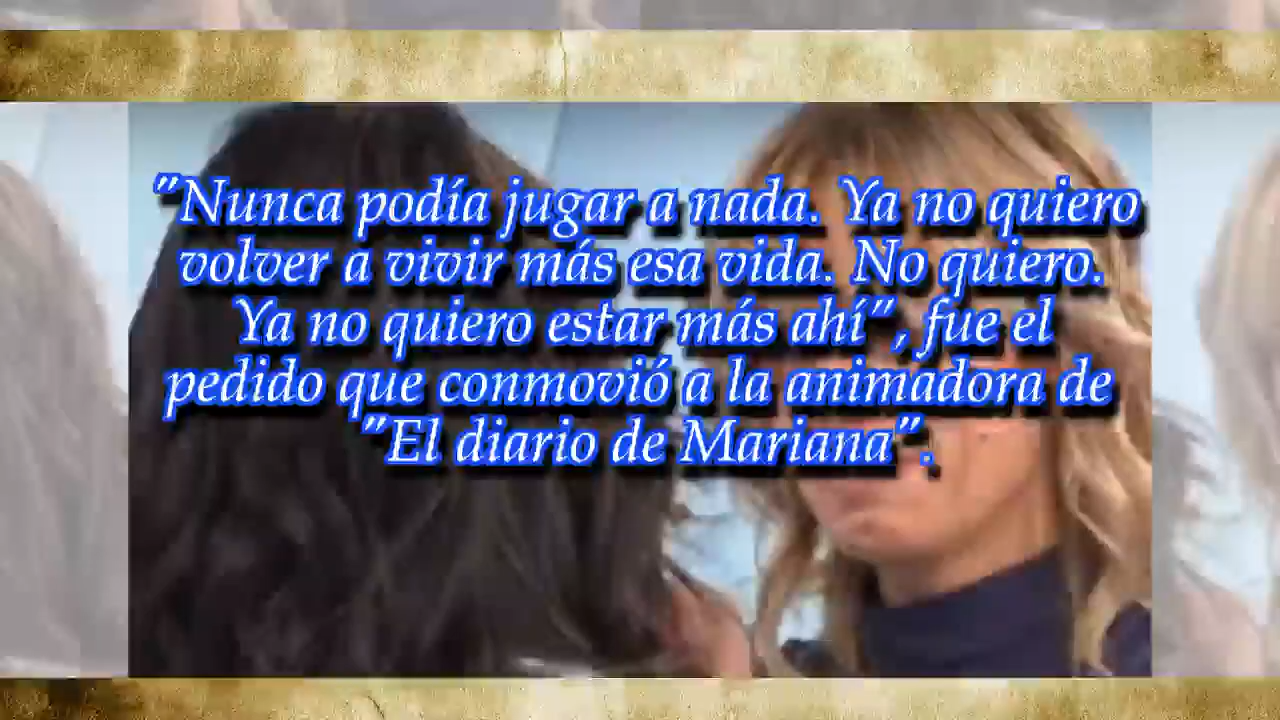 "Nunca podía jugar a nada. Ya no quiero
volver a vivir más esa vida. No quiero.
Ya no quiero estar más ahí", fue el
pedido que conmovió a la animadora de
"El diario de Mariana".